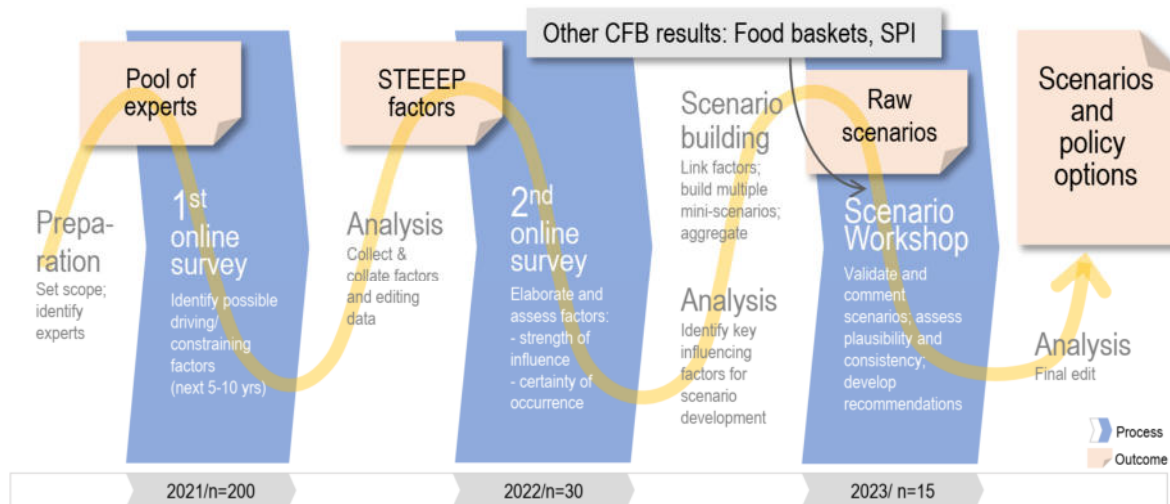 Other CFB results: Food baskets, SPI
Pool of
experts
STEEEP
factors
Raw
scenarios
Scenarios
and
policy
options
Prepa-
ration
Set scope;
identify
experts
1st
online
survey
Identify possible
driving/
constraining
factors
(next 5-10 yrs)
Analysis
Collect &
collate factors
and editing
data
2nd
online
survey
Elaborate and
assess factors:
- strength of
influence
- certainty of
occurrence
Scenario
building
Link factors;
build multiple
mini-scenarios;
aggregate
Analysis
Identify key
influencing
factors for
scenario
development
Scenario
Workshop
Validate and
comment
scenarios; assess
plausibility and
consistency;
develop
recommendations
Analysis
Final edit
Process
Outcome
2021/n=200
2022/n=30
2023/ n=15